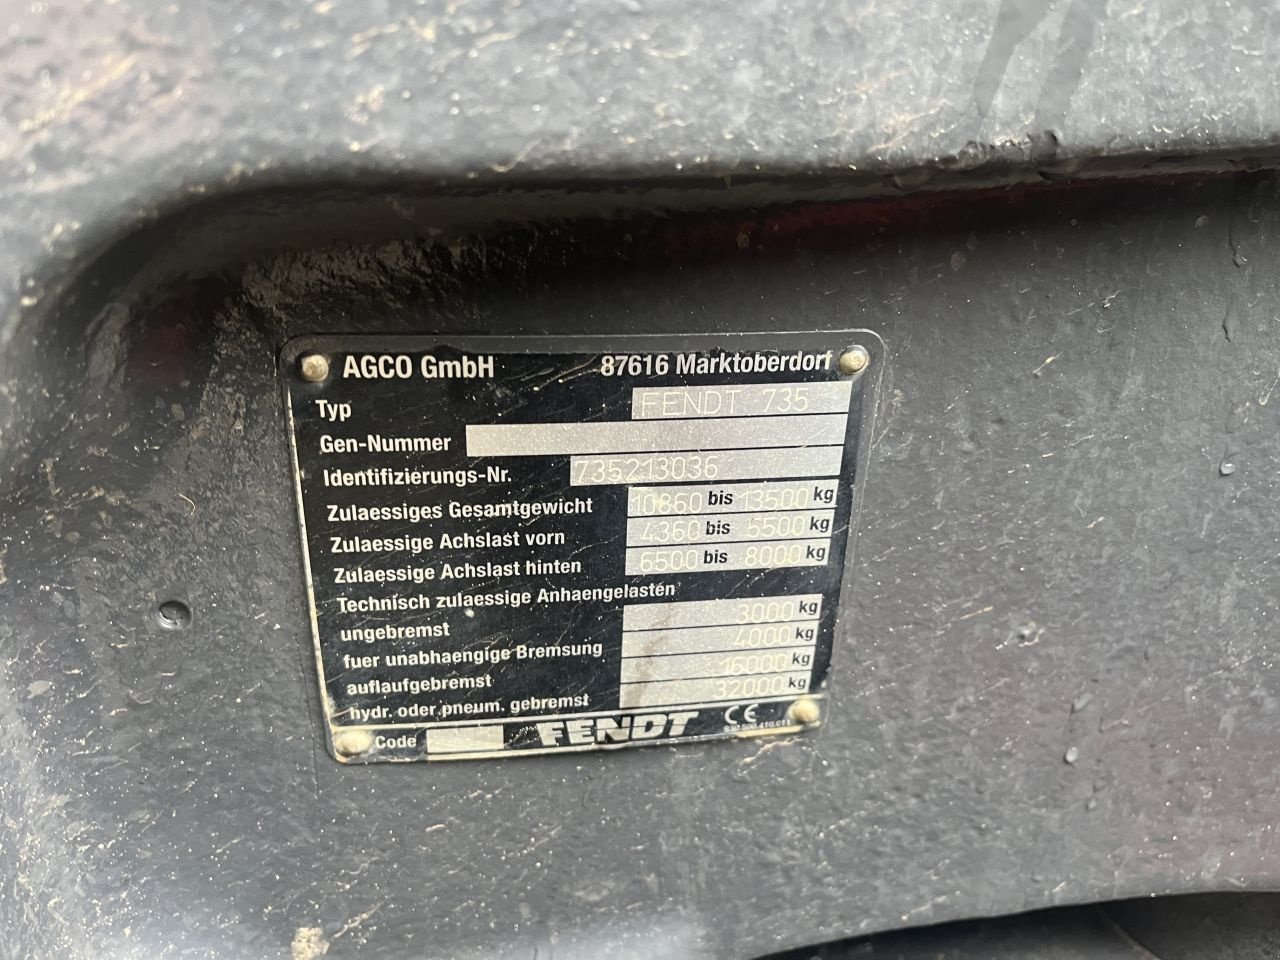 AGCO GmbH 87616 Marktoberdorf
Typ FENDT 735
Gen-Nummer
Identifizierungs-Nr. 735213036
Zulaessiges Gesamtgewicht 10860 bis 13500 kg
Zulaessige Achslast vorn 4360 bis 5500 kg
Zulaessige Achslast hinten 6500 bis 8000 kg
Technisch zulaessige Anhaengelasten
ungebremst 3000 kg
fuer unabhaengige Bremsung 4000 kg
auflaufgebremst 16000 kg
hydr. oder pneum. gebremst 32000 kg
Code FENDT CE